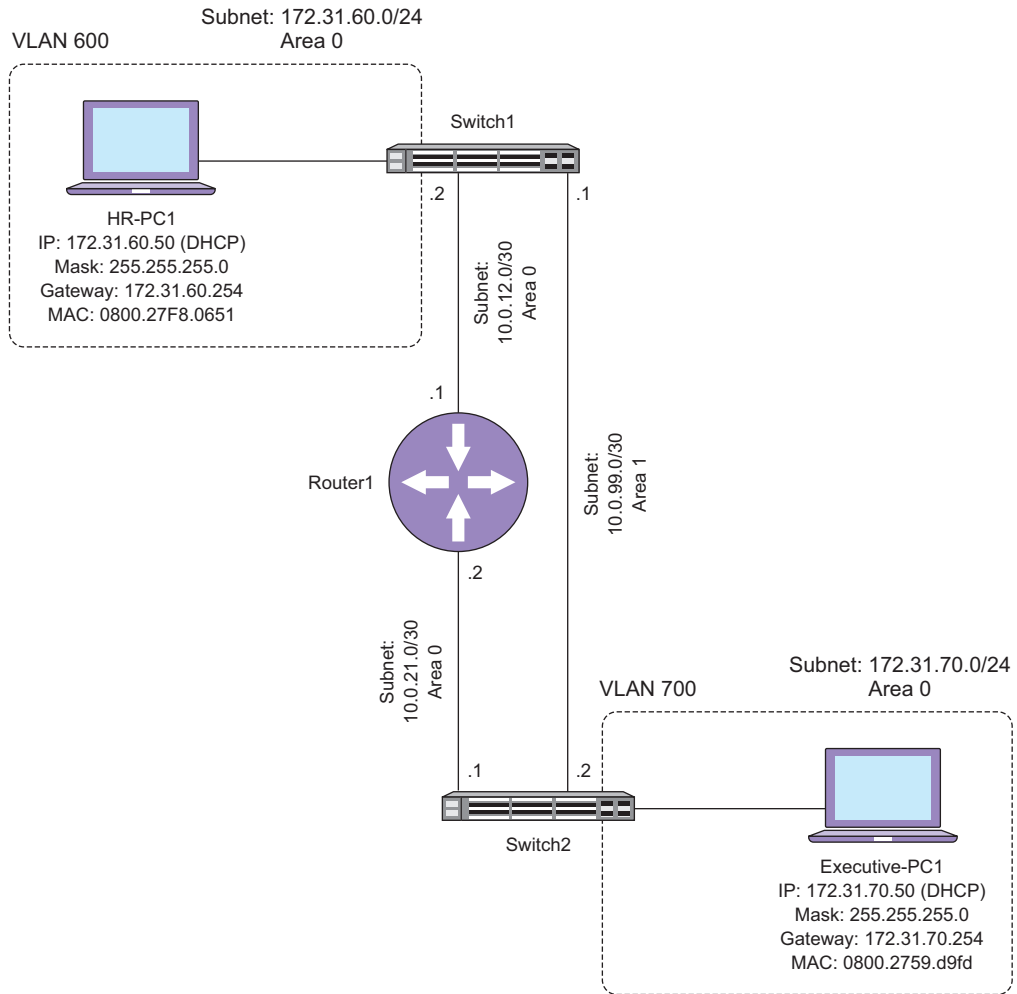 Subnet: 172.31.60.0/24
Area 0
VLAN 600
Switch1
.2
.1
HR-PC1
IP: 172.31.60.50 (DHCP)
Mask: 255.255.255.0
Gateway: 172.31.60.254
MAC: 0800.27F8.0651
Subnet:
10.0.12.0/30
Area 0
.1
Router1
Subnet:
10.0.99.0/30
Area 1
.2
Subnet:
10.0.21.0/30
Area 0
Subnet: 172.31.70.0/24
Area 0
VLAN 700
.1
.2
Switch2
Executive-PC1
IP: 172.31.70.50 (DHCP)
Mask: 255.255.255.0
Gateway: 172.31.70.254
MAC: 0800.2759.d9fd